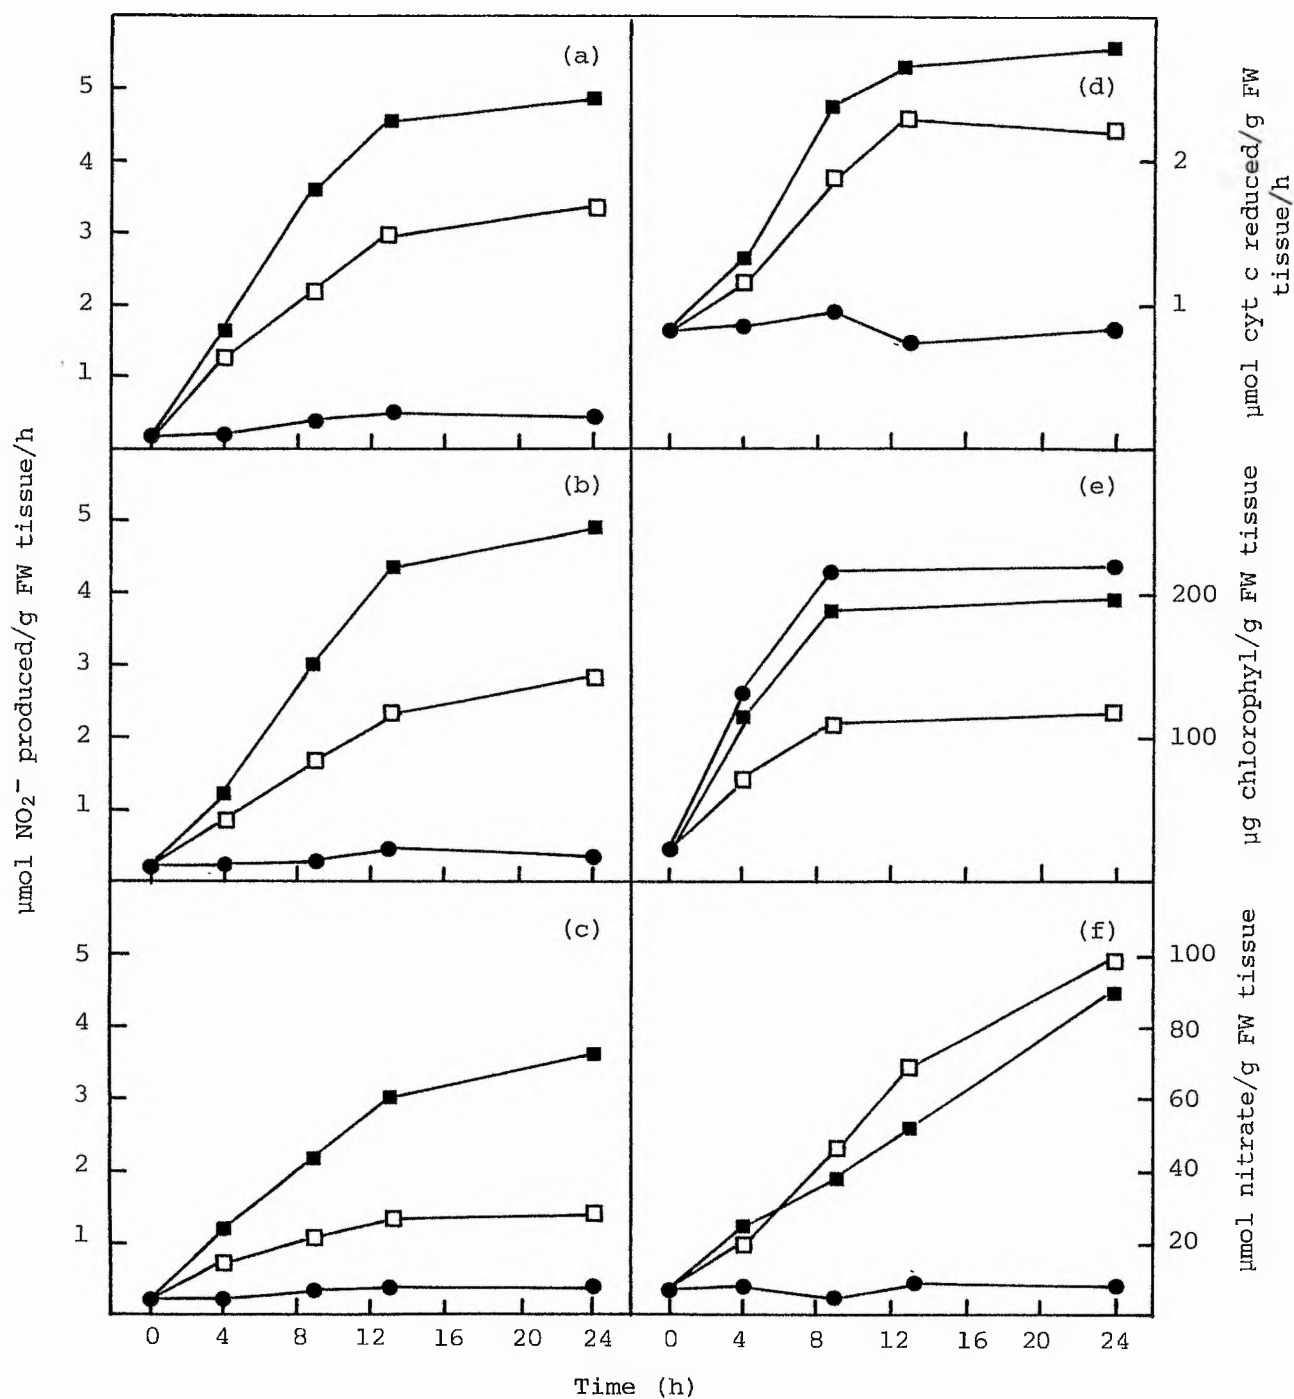 (a)
5
4
3
2
1
(d)
2
1
(b)
5
4
3
2
1
(e)
200
100
(c)
5
4
3
2
1
(f)
100
80
60
40
20
0 4 8 12 16 20 24
0 4 8 12 16 20 24
Time (h)
µmol NO₂⁻ produced/g FW tissue/h
µmol cyt c reduced/g FW
tissue/h
µg chlorophyl/g FW tissue
µmol nitrate/g FW tissue